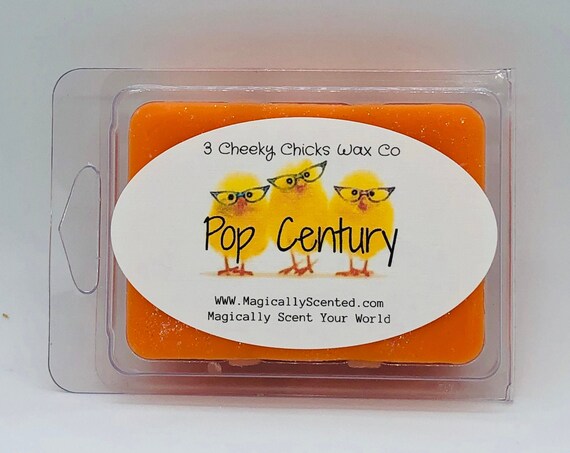 3 Cheeky Chicks Wax Co
Pop Century
WWW.MagicallyScented.com
Magically Scent Your World